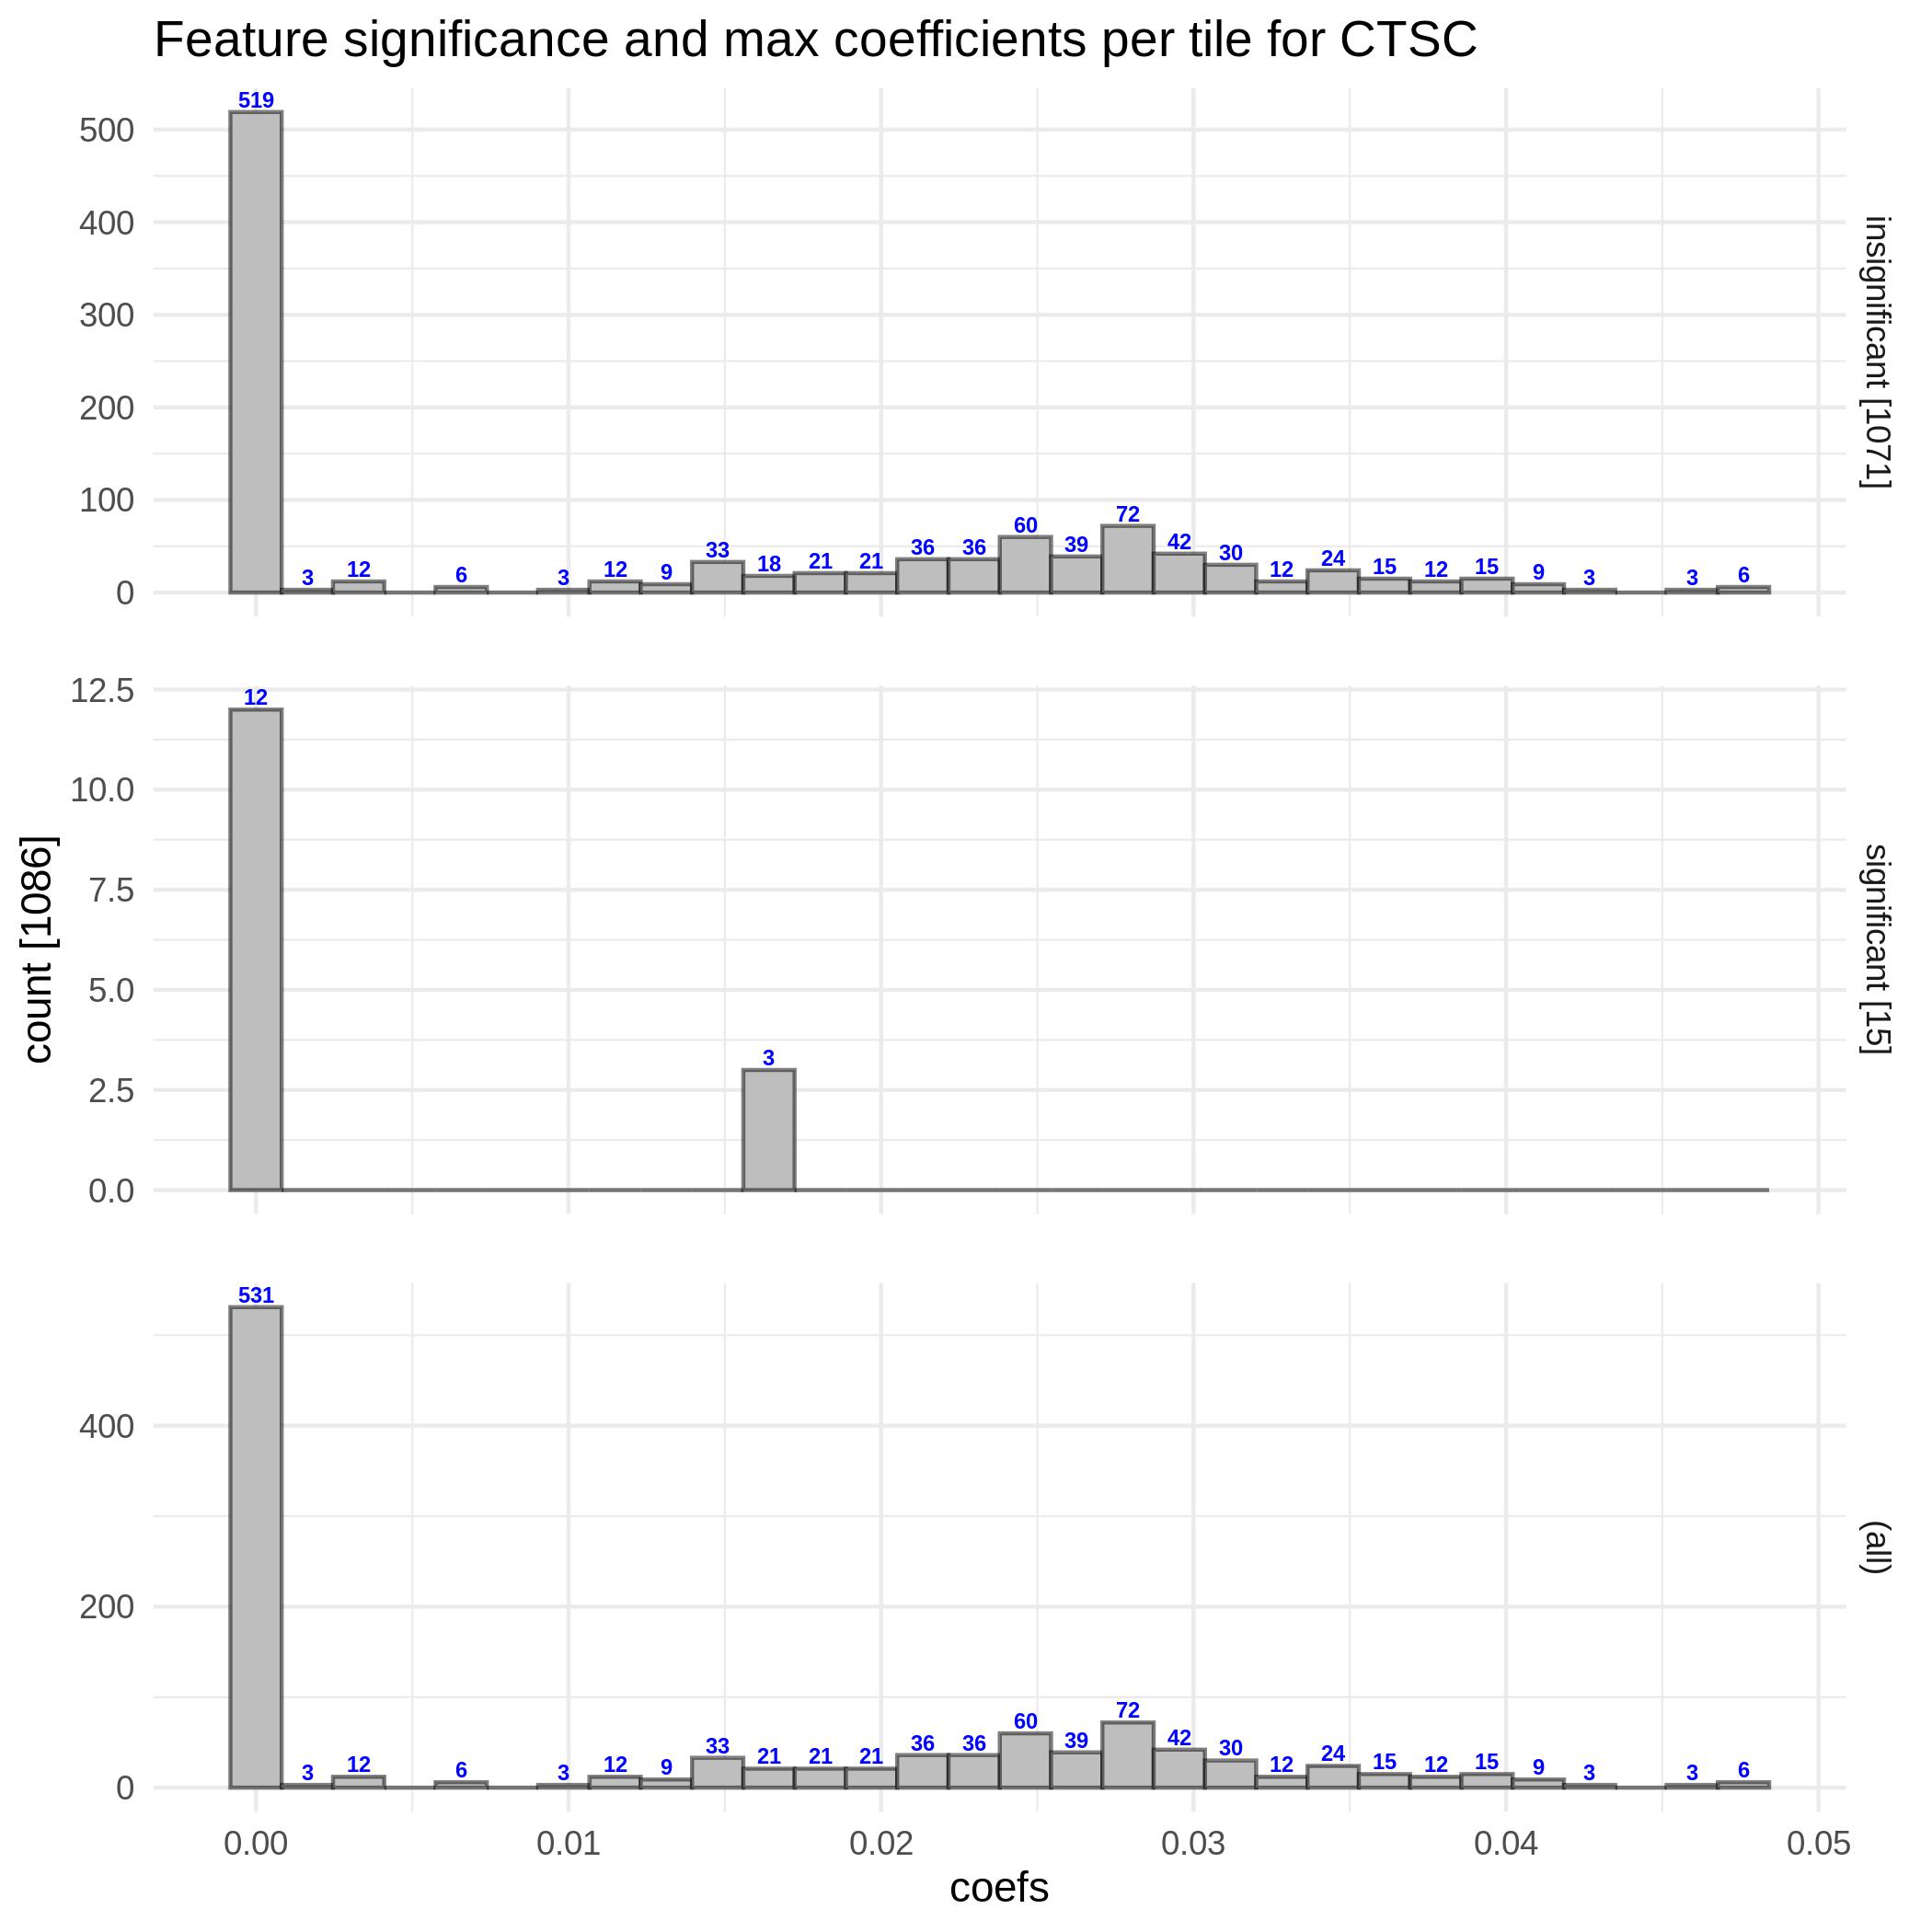 Feature significance and max coefficients per tile for CTSC
519
500
400
300
200
100
0
3 12 6 3 12 9 33 18 21 21 36 36 60 39 72 42 30 12 24 15 12 15 9 3 3 6
insignificant [1071]
12.5
10.0
7.5
5.0
2.5
0.0
12
3
significant [15]
count [1086]
531
400
200
0
3 12 6 3 12 9 33 21 21 21 36 36 60 39 72 42 30 12 24 15 12 15 9 3 3 6
(all)
0.00 0.01 0.02 0.03 0.04 0.05
coefs